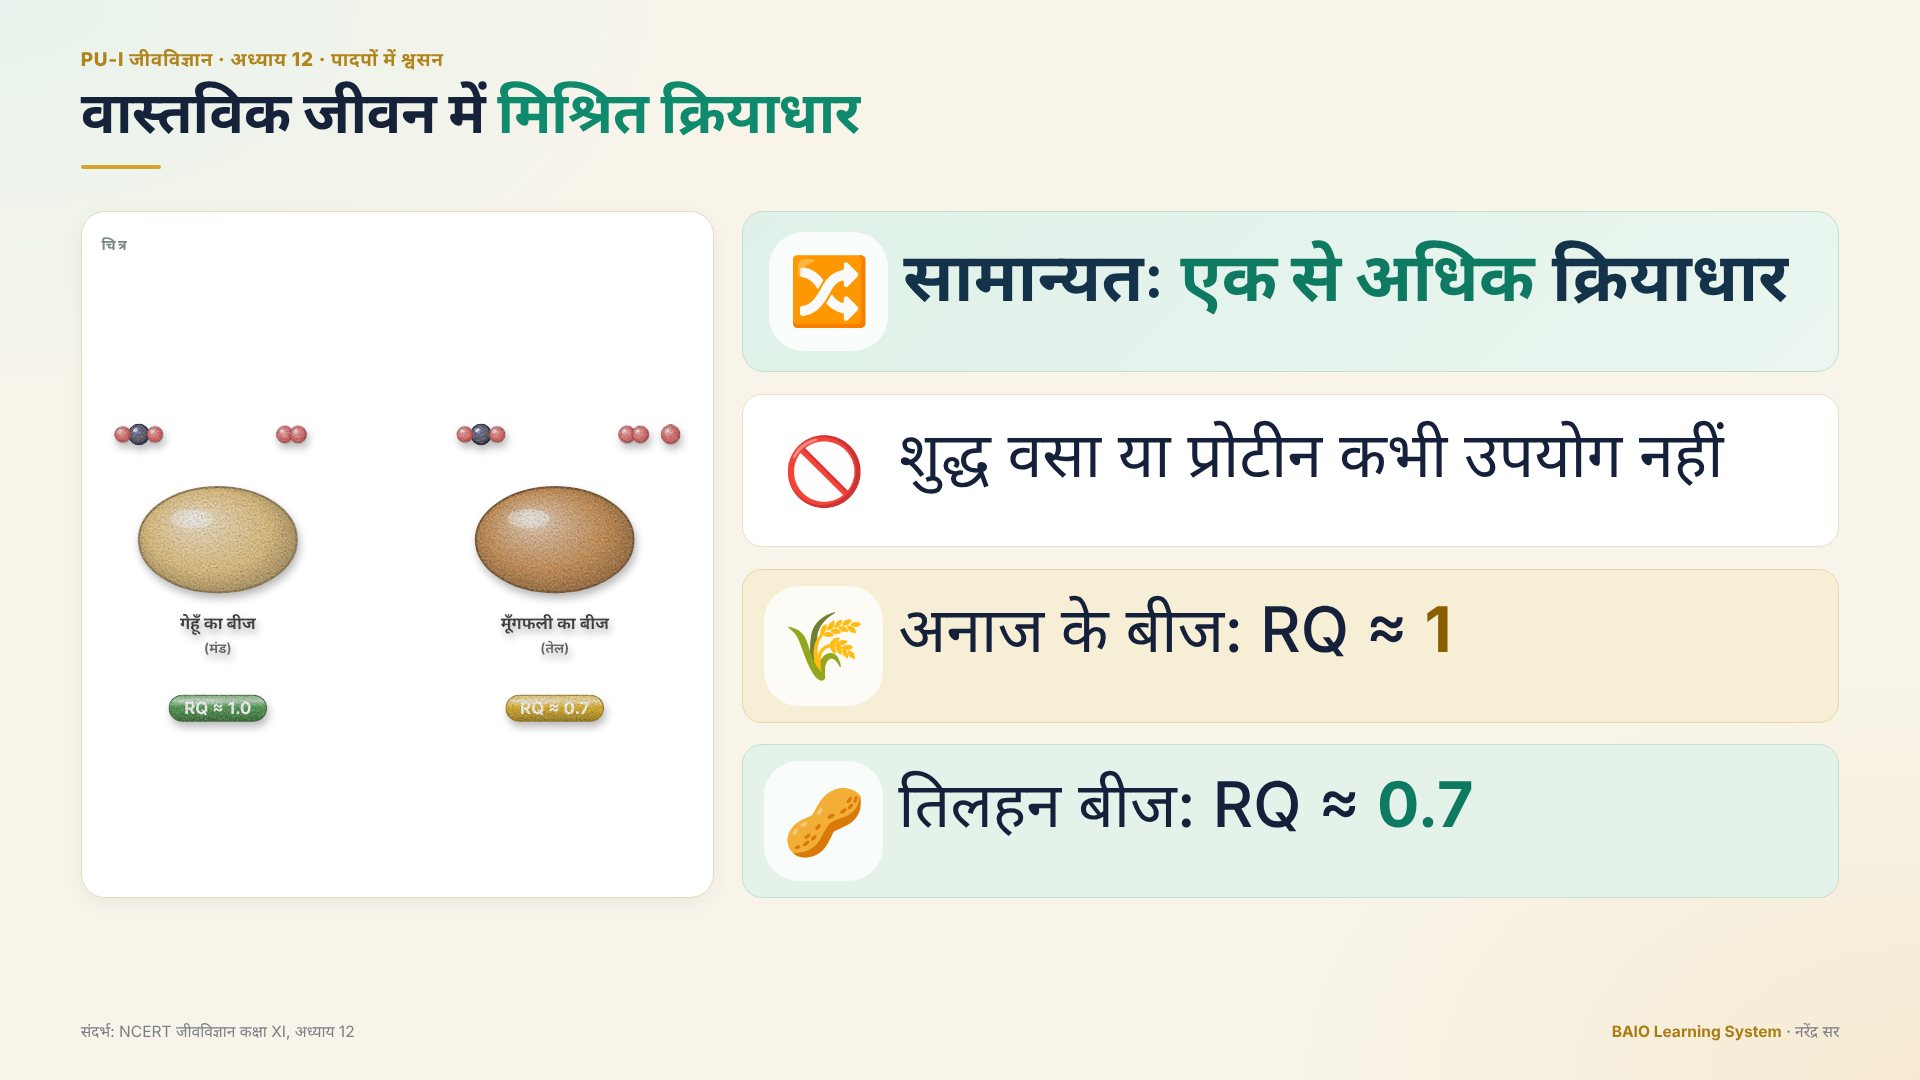 PU-I जीवविज्ञान · अध्याय 12 · पादपों में श्वसन
वास्तविक जीवन में मिश्रित क्रियाधार
चित्र
गेहूँ का बीज
(मंड)
RQ ≈ 1.0
मूँगफली का बीज
(तेल)
RQ ≈ 0.7
सामान्यतः एक से अधिक क्रियाधार
शुद्ध वसा या प्रोटीन कभी उपयोग नहीं
अनाज के बीज: RQ ≈ 1
तिलहन बीज: RQ ≈ 0.7
संदर्भ: NCERT जीवविज्ञान कक्षा XI, अध्याय 12
BAIO Learning System · नरेंद्र सर